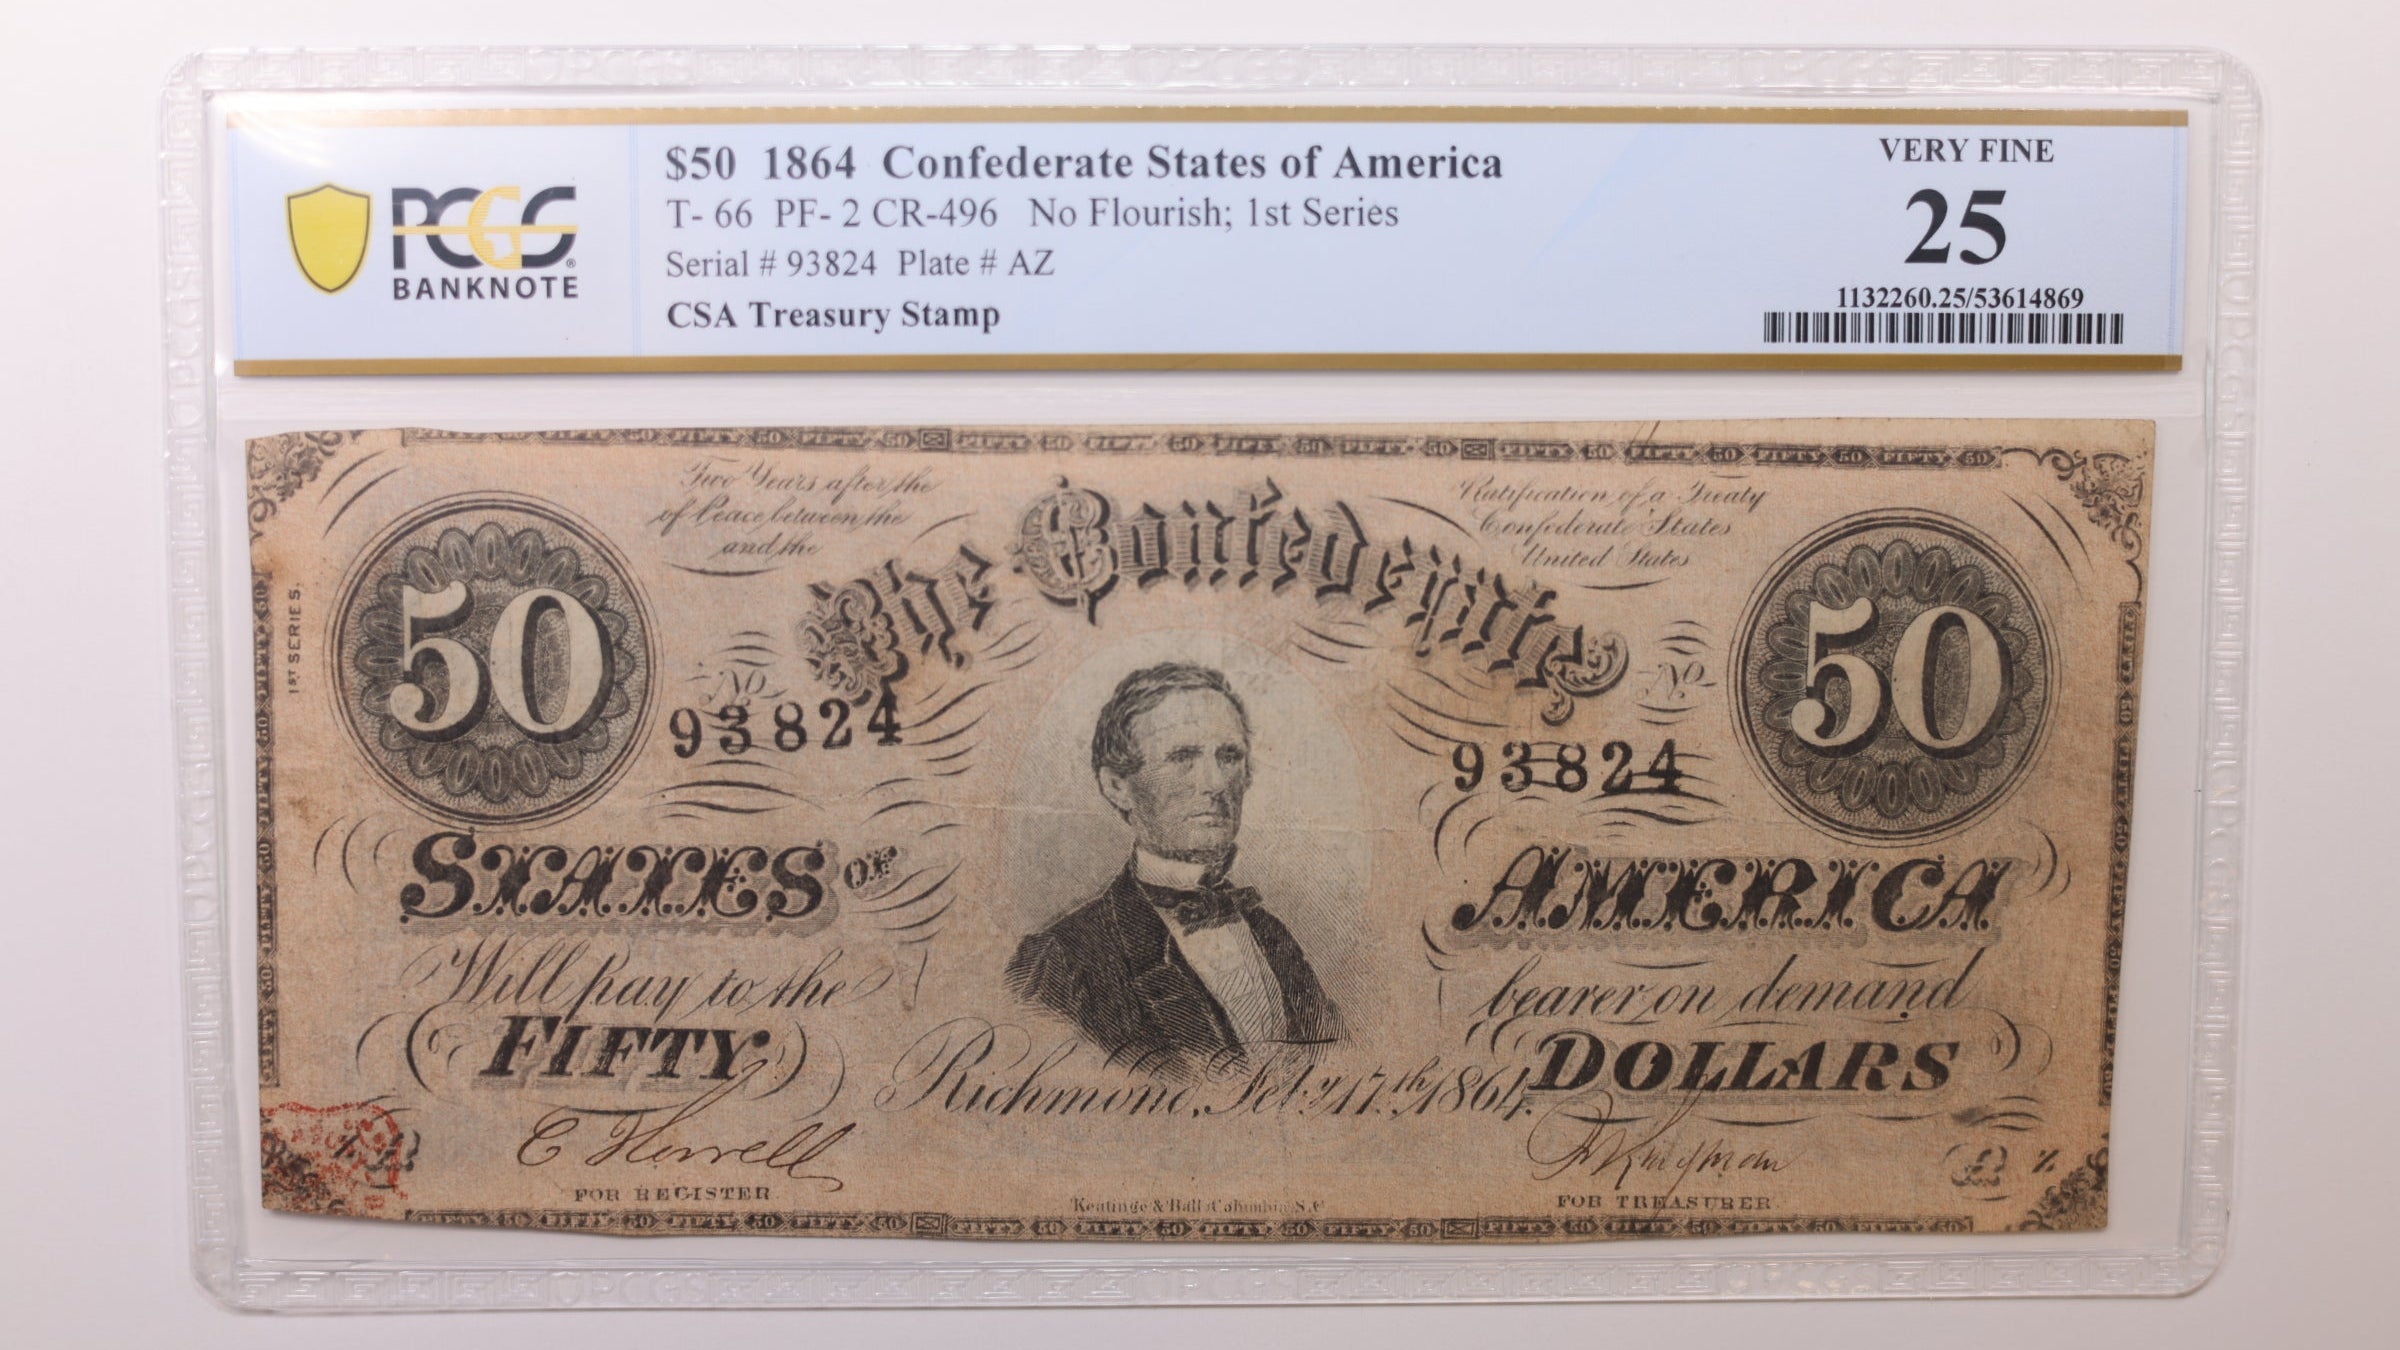 PCGS
BANKNOTE
$50 1864 Confederate States of America
T- 66 PF- 2 CR-496 No Flourish; 1st Series
Serial # 93824 Plate # AZ
CSA Treasury Stamp
VERY FINE
25
1132260.25/53614869
Two Years after the Ratification of a Treaty
of Peace between the Confederate States
and the United States
1ST SERIES.
50 The Confederate 50
No No
93824 93824
STATES OF AMERICA
Will pay to the bearer on demand
FIFTY DOLLARS
Richmond, Feby. 17th, 1864.
FOR REGISTER
Keatinge & Ball Columbia S.C
FOR TREASURER.